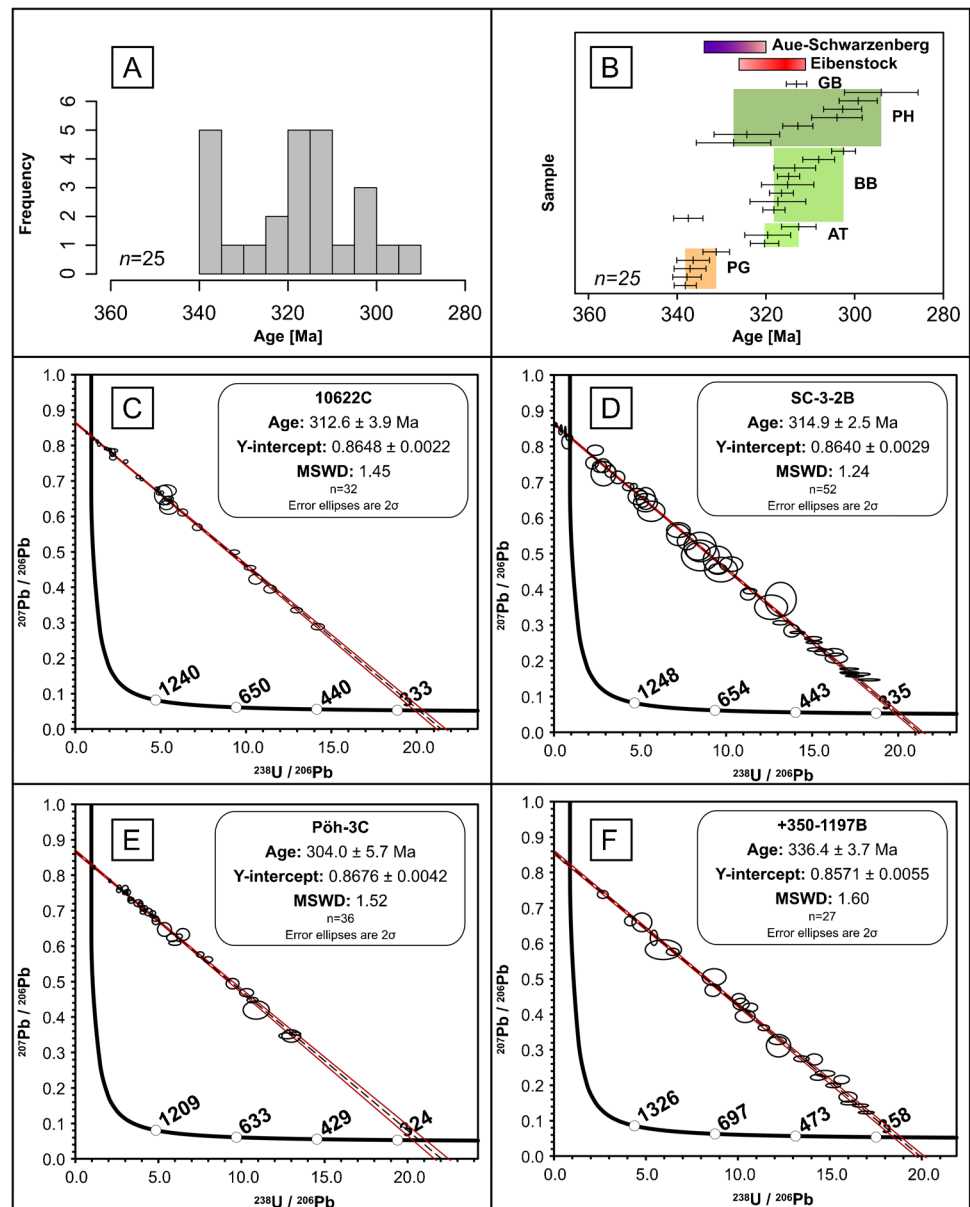 A
Frequency
6
5
4
3
2
1
0
n=25
360
340
320
300
280
Age [Ma]
B
Aue-Schwarzenberg
Eibenstock
GB
PH
BB
AT
PG
Sample
n=25
360
340
320
300
280
Age [Ma]
C
10622C
Age: 312.6 ± 3.9 Ma
Y-intercept: 0.8648 ± 0.0022
MSWD: 1.45
n=32
Error ellipses are 2σ
1.0
0.9
0.8
0.7
0.6
0.5
0.4
0.3
0.2
0.1
0.0
207Pb / 206Pb
1240
650
440
333
0.0
5.0
10.0
15.0
20.0
238U / 206Pb
D
SC-3-2B
Age: 314.9 ± 2.5 Ma
Y-intercept: 0.8640 ± 0.0029
MSWD: 1.24
n=52
Error ellipses are 2σ
1.0
0.9
0.8
0.7
0.6
0.5
0.4
0.3
0.2
0.1
0.0
207Pb / 206Pb
1248
654
443
335
0.0
5.0
10.0
15.0
20.0
238U / 206Pb
E
Pöh-3C
Age: 304.0 ± 5.7 Ma
Y-intercept: 0.8676 ± 0.0042
MSWD: 1.52
n=36
Error ellipses are 2σ
1.0
0.9
0.8
0.7
0.6
0.5
0.4
0.3
0.2
0.1
0.0
207Pb / 206Pb
1209
633
429
324
0.0
5.0
10.0
15.0
20.0
238U / 206Pb
F
+350-1197B
Age: 336.4 ± 3.7 Ma
Y-intercept: 0.8571 ± 0.0055
MSWD: 1.60
n=27
Error ellipses are 2σ
1.0
0.9
0.8
0.7
0.6
0.5
0.4
0.3
0.2
0.1
0.0
207Pb / 206Pb
1326
697
473
358
0.0
5.0
10.0
15.0
20.0
238U / 206Pb